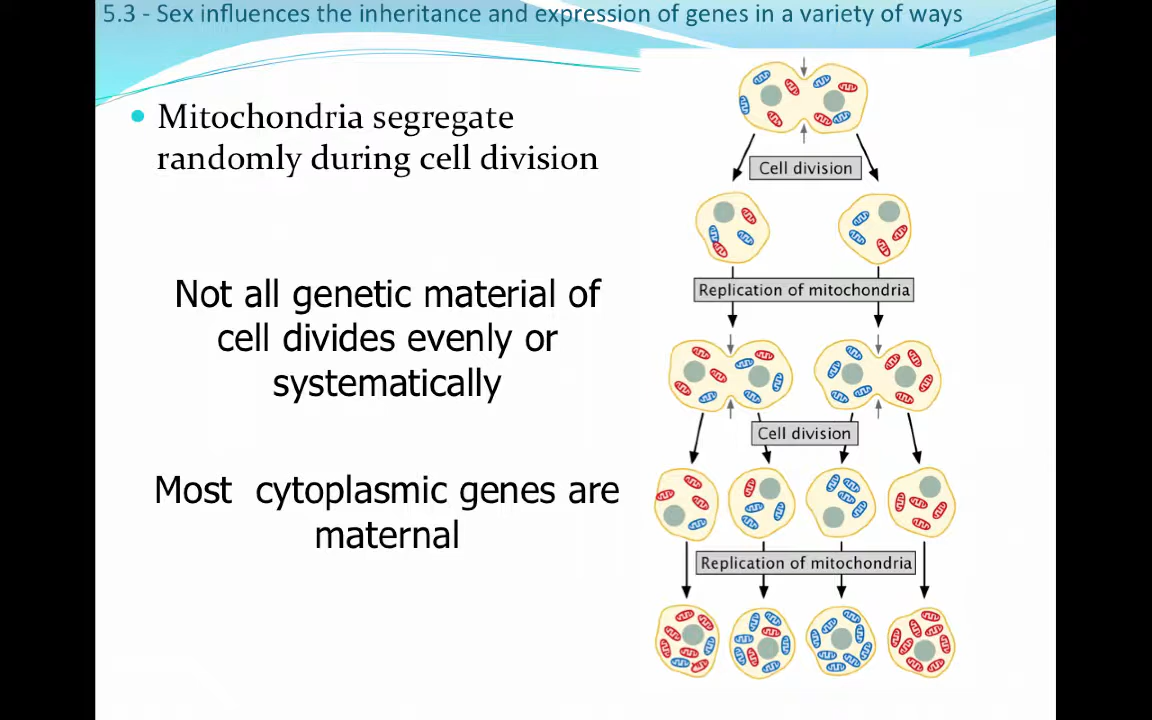 5.3 - Sex influences the inheritance and expression of genes in a variety of ways
Mitochondria segregate
randomly during cell division
Not all genetic material of
cell divides evenly or
systematically
Most cytoplasmic genes are
maternal
Cell division
Replication of mitochondria
Cell division
Replication of mitochondria